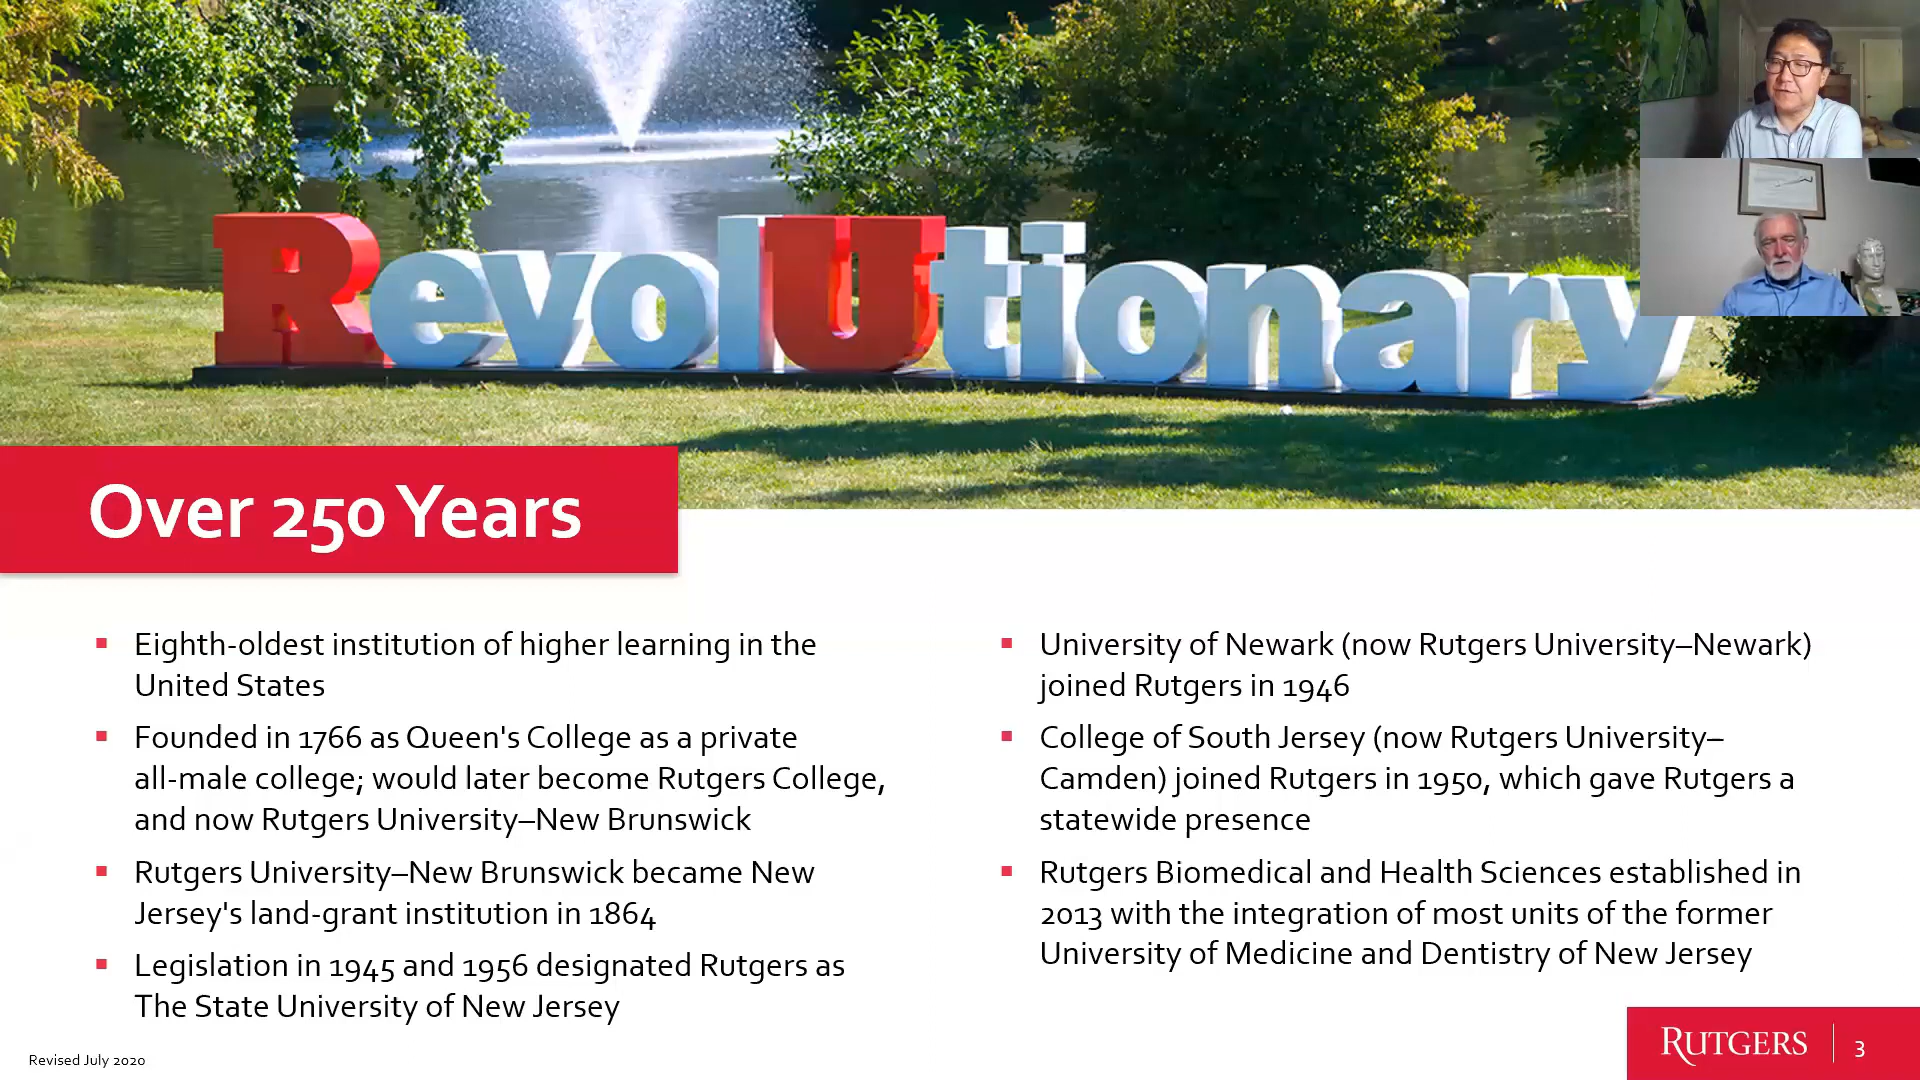 RevolUtionary
Over 250 Years
▪ Eighth-oldest institution of higher learning in the
United States
▪ Founded in 1766 as Queen's College as a private
all-male college; would later become Rutgers College,
and now Rutgers University–New Brunswick
▪ Rutgers University–New Brunswick became New
Jersey's land-grant institution in 1864
▪ Legislation in 1945 and 1956 designated Rutgers as
The State University of New Jersey
▪ University of Newark (now Rutgers University–Newark)
joined Rutgers in 1946
▪ College of South Jersey (now Rutgers University–
Camden) joined Rutgers in 1950, which gave Rutgers a
statewide presence
▪ Rutgers Biomedical and Health Sciences established in
2013 with the integration of most units of the former
University of Medicine and Dentistry of New Jersey
Revised July 2020
RUTGERS
3